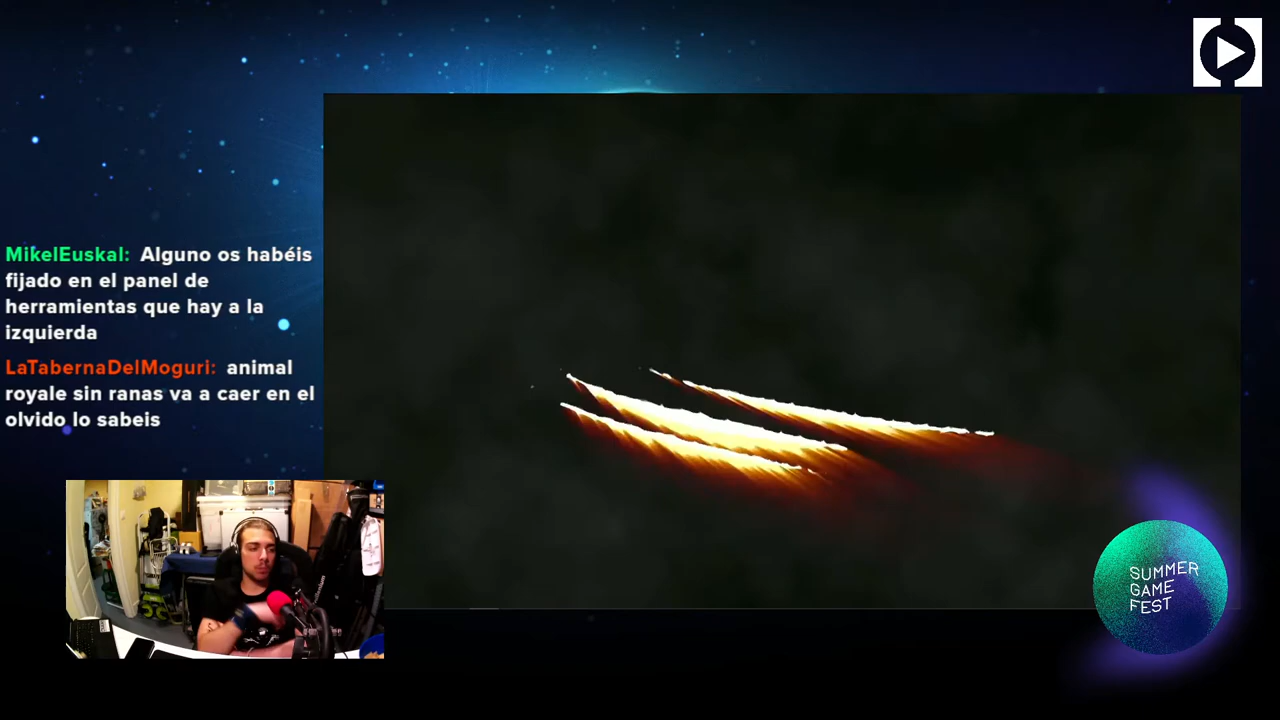 MikelEuskal: Alguno os habéis
fijado en el panel de
herramientas que hay a la
izquierda
LaTabernaDelMoguri: animal
royale sin ranas va a caer en el
olvido lo sabeis
SUMMER
GAME
FEST